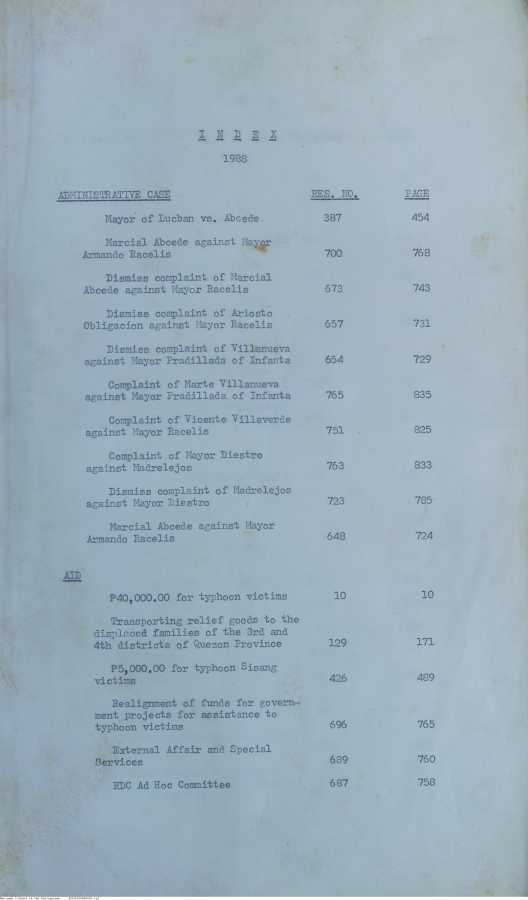 I N D E X
1988
ADMINISTRATIVE CASE RES. NO. PAGE
Mayor of Lucban vs. Abcede 387 454
Marcial Abcede against Mayor
Armando Racelis 700 768
Dismiss complaint of Marcial
Abcede against Mayor Racelis 673 743
Dismiss complaint of Ariosto
Obligacion against Mayor Racelis 657 731
Dismiss complaint of Villanueva
against Mayor Pradillada of Infanta 654 729
Complaint of Marte Villanueva
against Mayor Pradillada of Infanta 765 835
Complaint of Vicente Villaverde
against Mayor Racelis 751 825
Complaint of Mayor Diestro
against Madrelejos 763 833
Dismiss complaint of Madrelejos
against Mayor Diestro 723 785
Marcial Abcede against Mayor
Armando Racelis 648 724
AID
P40,000.00 for typhoon victims 10 10
Transporting relief goods to the
displaced families of the 3rd and
4th districts of Quezon Province 129 171
P5,000.00 for typhoon Sisang
victims 426 489
Realignment of funds for govern-
ment projects for assistance to
typhoon victims 696 765
External Affair and Special
Services 689 760
RDC Ad Hoc Committee 687 758